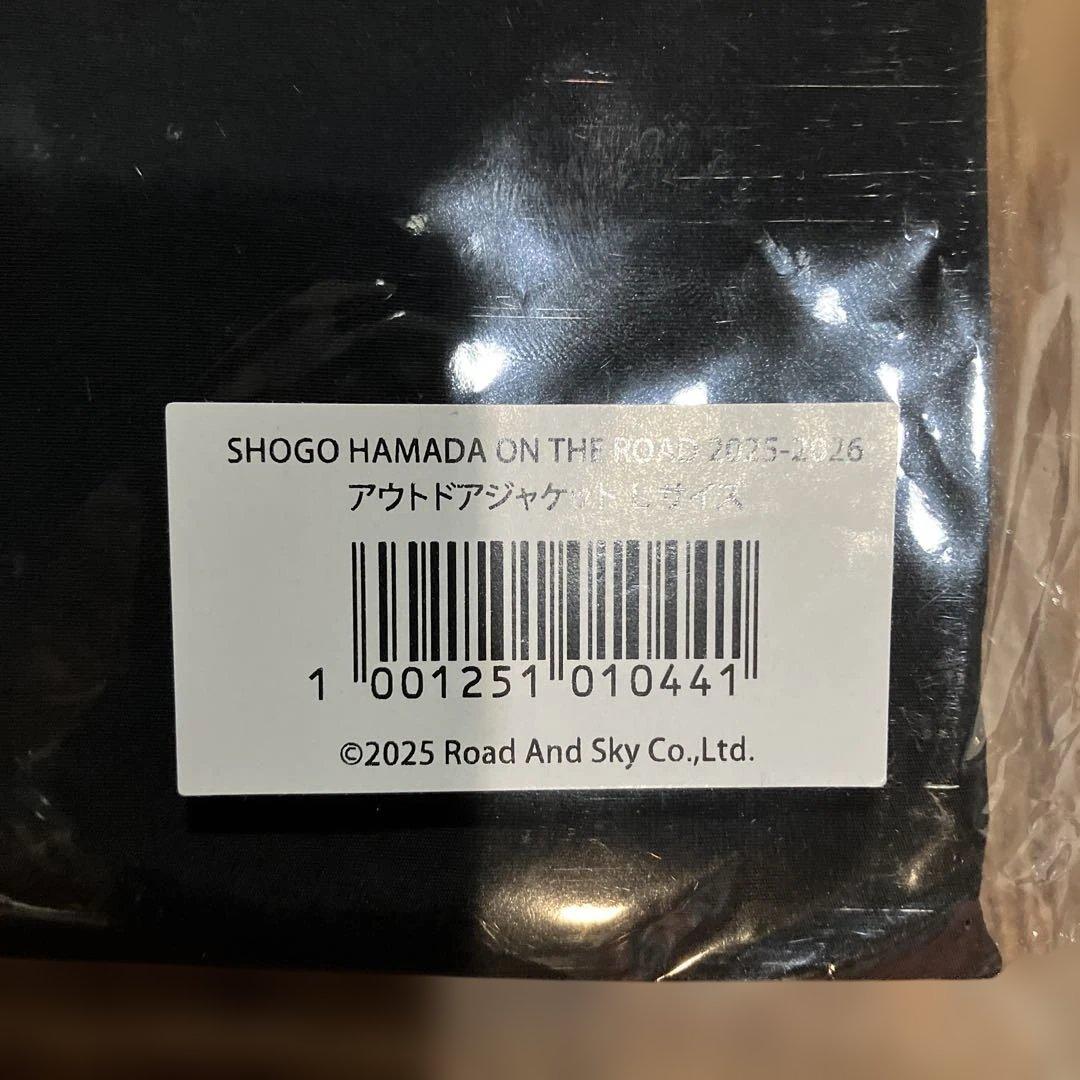 SHOGO HAMADA ON THE ROAD 2025-2026
アウトドアジャケット Lサイズ
1 001251 010441
©2025 Road And Sky Co.,Ltd.